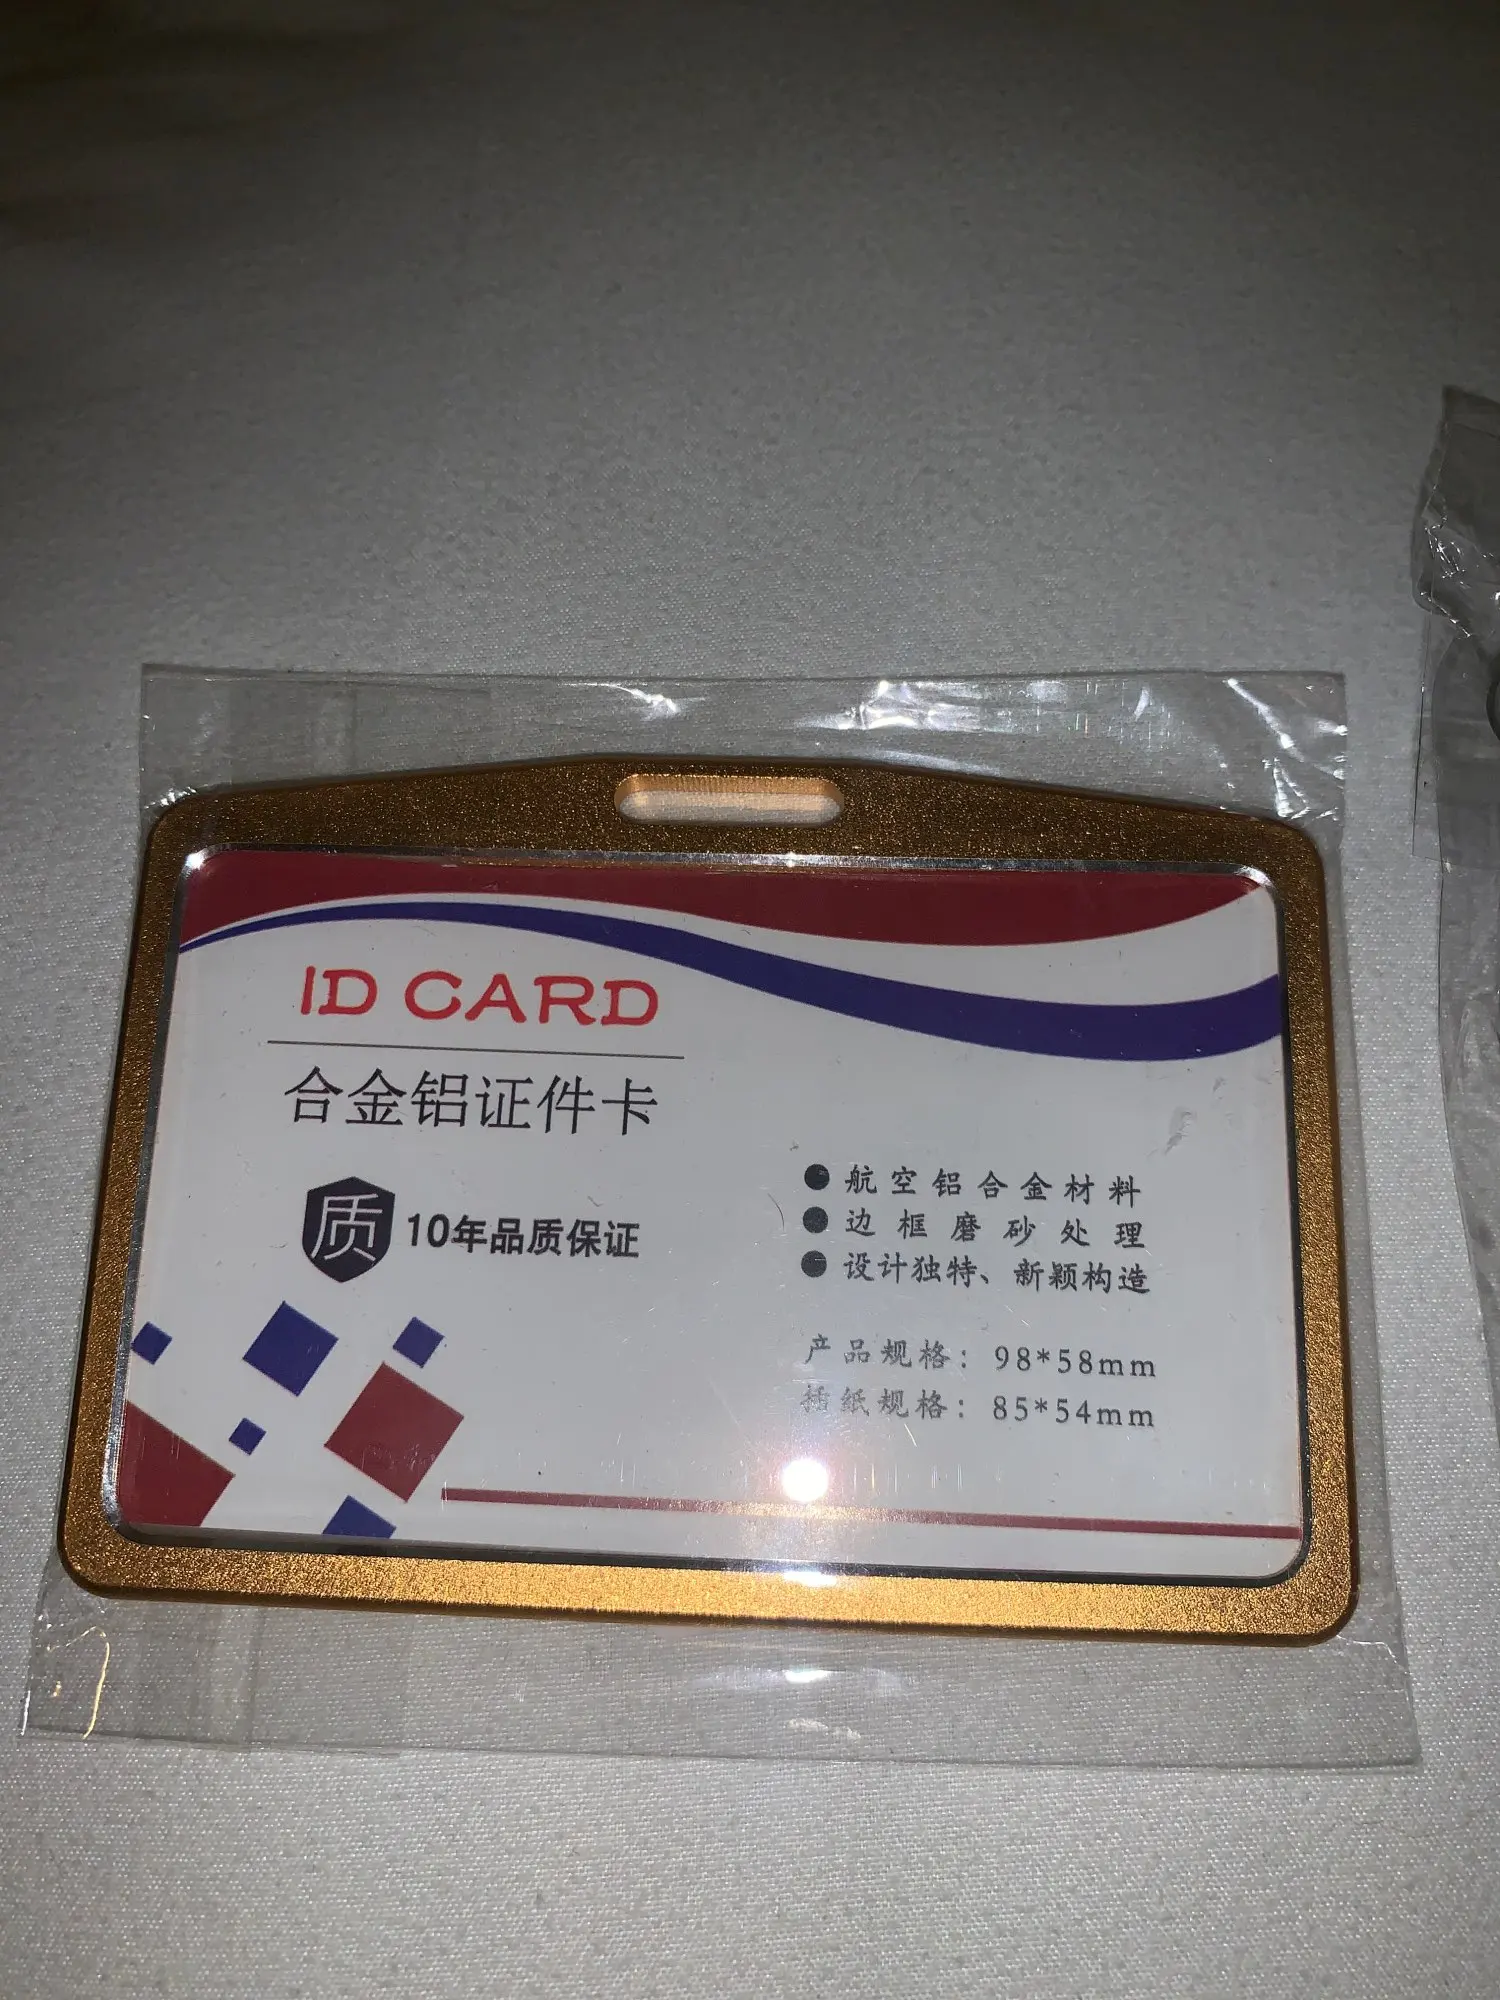 ID CARD
合金铝证件卡
质 10年品质保证
● 航空铝合金材料
● 边框磨砂处理
● 设计独特、新颖构造
产品规格：98*58mm
插纸规格：85*54mm